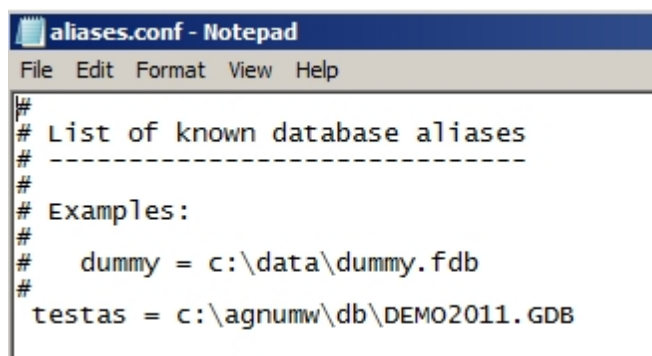 aliases.conf - Notepad
File Edit Format View Help
#
# List of known database aliases
# ------------------------------
#
# Examples:
#
#   dummy = c:\data\dummy.fdb
#
 testas = c:\agnumw\db\DEMO2011.GDB